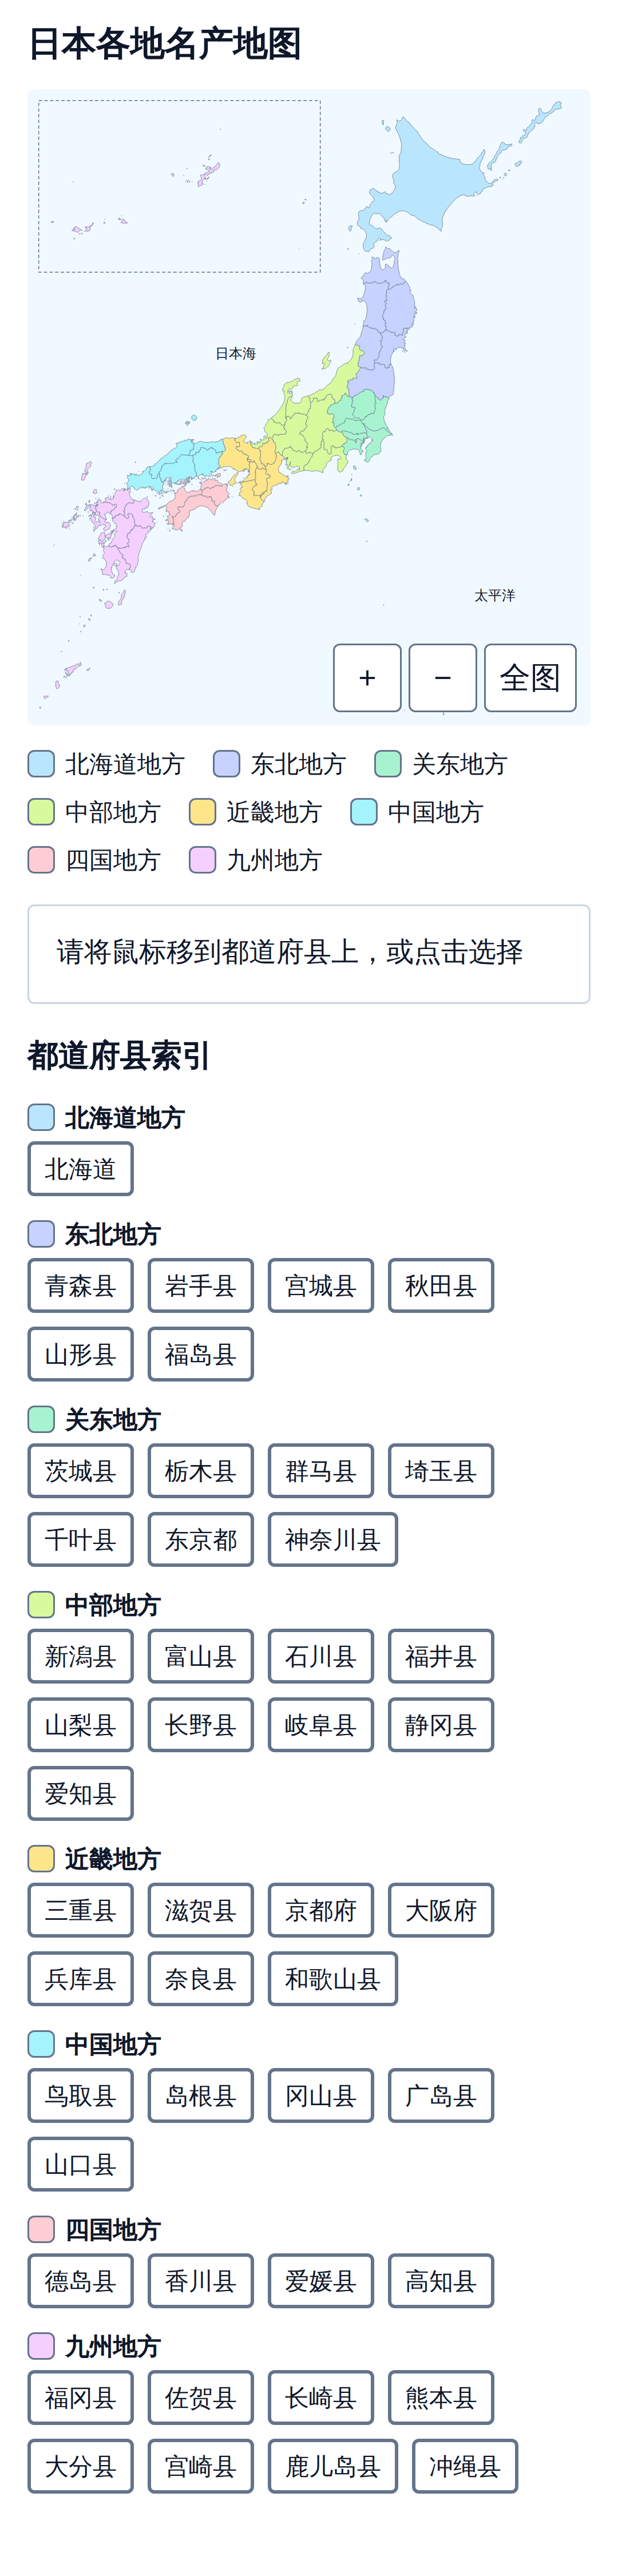 日本各地名产地图
日本海
太平洋
+ − 全图
北海道地方 东北地方 关东地方
中部地方 近畿地方 中国地方
四国地方 九州地方
请将鼠标移到都道府县上，或点击选择
都道府县索引
北海道地方
北海道
东北地方
青森县 岩手县 宫城县 秋田县
山形县 福岛县
关东地方
茨城县 栃木县 群马县 埼玉县
千叶县 东京都 神奈川县
中部地方
新潟县 富山县 石川县 福井县
山梨县 长野县 岐阜县 静冈县
爱知县
近畿地方
三重县 滋贺县 京都府 大阪府
兵库县 奈良县 和歌山县
中国地方
鸟取县 岛根县 冈山县 广岛县
山口县
四国地方
德岛县 香川县 爱媛县 高知县
九州地方
福冈县 佐贺县 长崎县 熊本县
大分县 宫崎县 鹿儿岛县 冲绳县